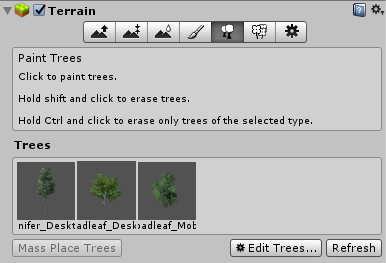 Terrain
Paint Trees
Click to paint trees.
Hold shift and click to erase trees.
Hold Ctrl and click to erase only trees of the selected type.
Trees
nifer_Deskt adleaf_Desk oadleaf_Mob
Mass Place Trees
Edit Trees... Refresh